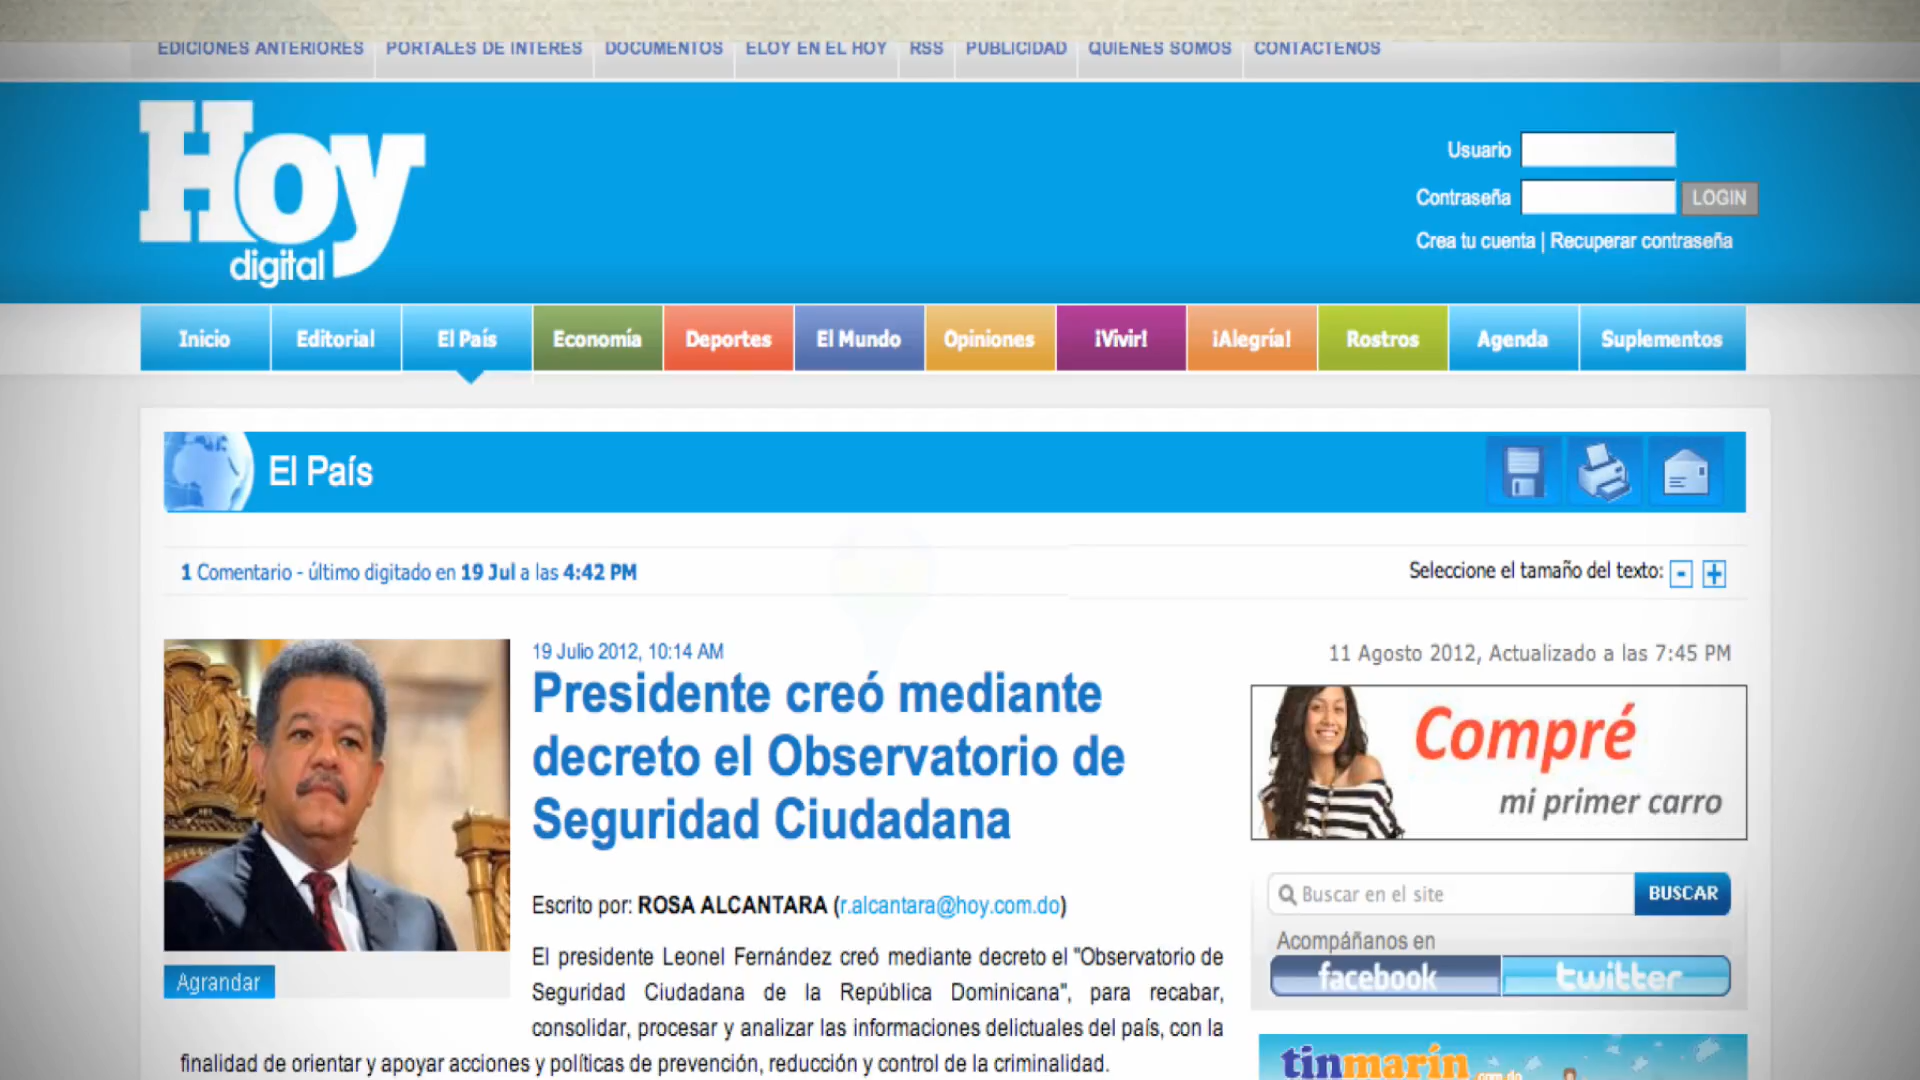 EDICIONES ANTERIORES PORTALES DE INTERES DOCUMENTOS ELOY EN EL HOY RSS PUBLICIDAD QUIENES SOMOS CONTACTENOS
Hoy
digital
Usuario
Contraseña LOGIN
Crea tu cuenta | Recuperar contraseña
Inicio Editorial El País Economía Deportes El Mundo Opiniones ¡Vivir! ¡Alegría! Rostros Agenda Suplementos
El País
1 Comentario - último digitado en 19 Jul a las 4:42 PM
Seleccione el tamaño del texto: - +
19 Julio 2012, 10:14 AM
Presidente creó mediante
decreto el Observatorio de
Seguridad Ciudadana
Escrito por: ROSA ALCANTARA (r.alcantara@hoy.com.do)
El presidente Leonel Fernández creó mediante decreto el "Observatorio de
Seguridad Ciudadana de la República Dominicana", para recabar,
consolidar, procesar y analizar las informaciones delictuales del país, con la
finalidad de orientar y apoyar acciones y políticas de prevención, reducción y control de la criminalidad.
Agrandar
11 Agosto 2012, Actualizado a las 7:45 PM
Compré
mi primer carro
Buscar en el site BUSCAR
Acompáñanos en
facebook twitter
tinmarín
.com.do